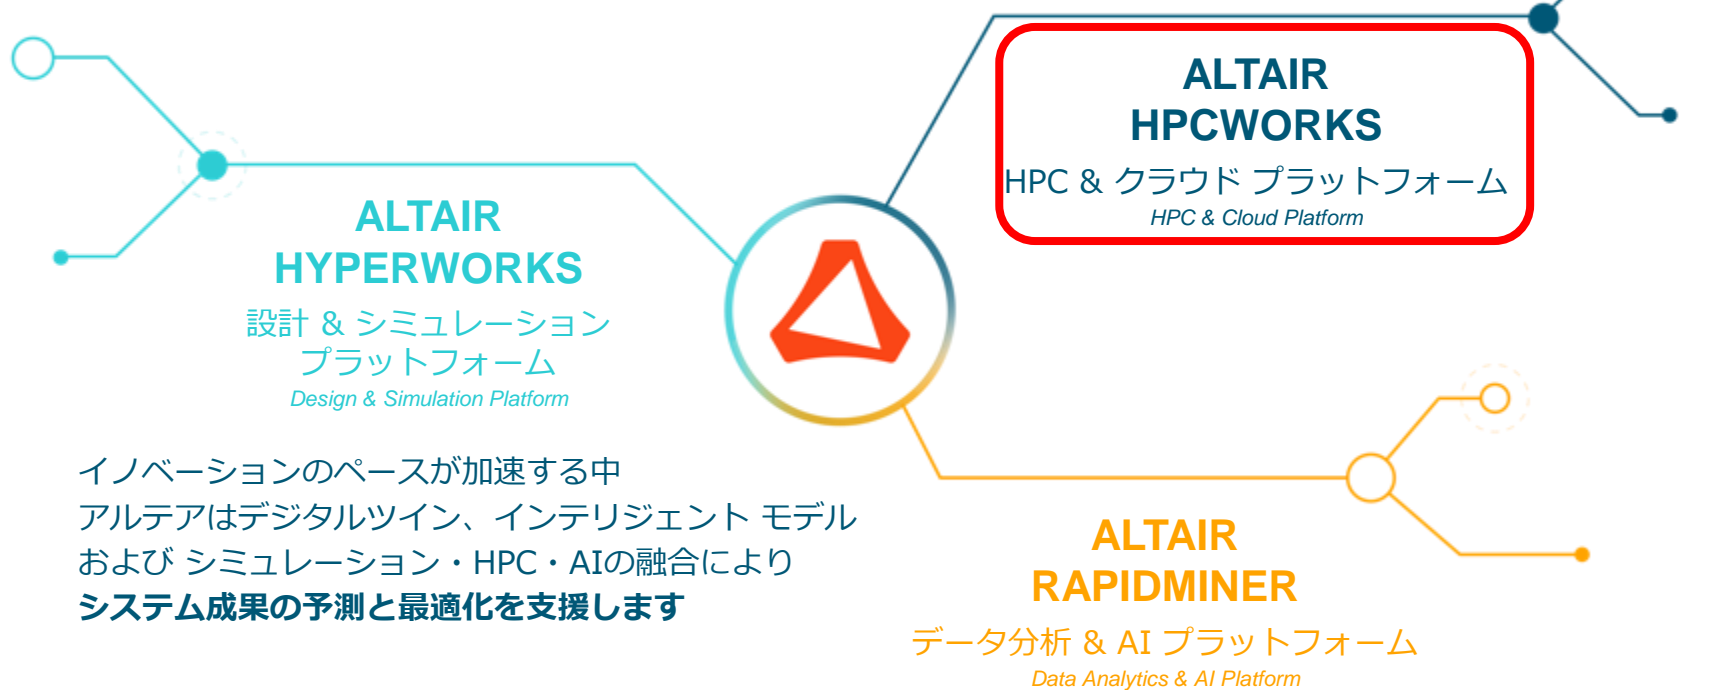 ALTAIR
HPCWORKS
HPC & クラウド プラットフォーム
HPC & Cloud Platform
ALTAIR
HYPERWORKS
設計 & シミュレーション
プラットフォーム
Design & Simulation Platform
イノベーションのペースが加速する中
アルテアはデジタルツイン、インテリジェント モデル
および シミュレーション・HPC・AIの融合により
システム成果の予測と最適化を支援します
ALTAIR
RAPIDMINER
データ分析 & AI プラットフォーム
Data Analytics & AI Platform